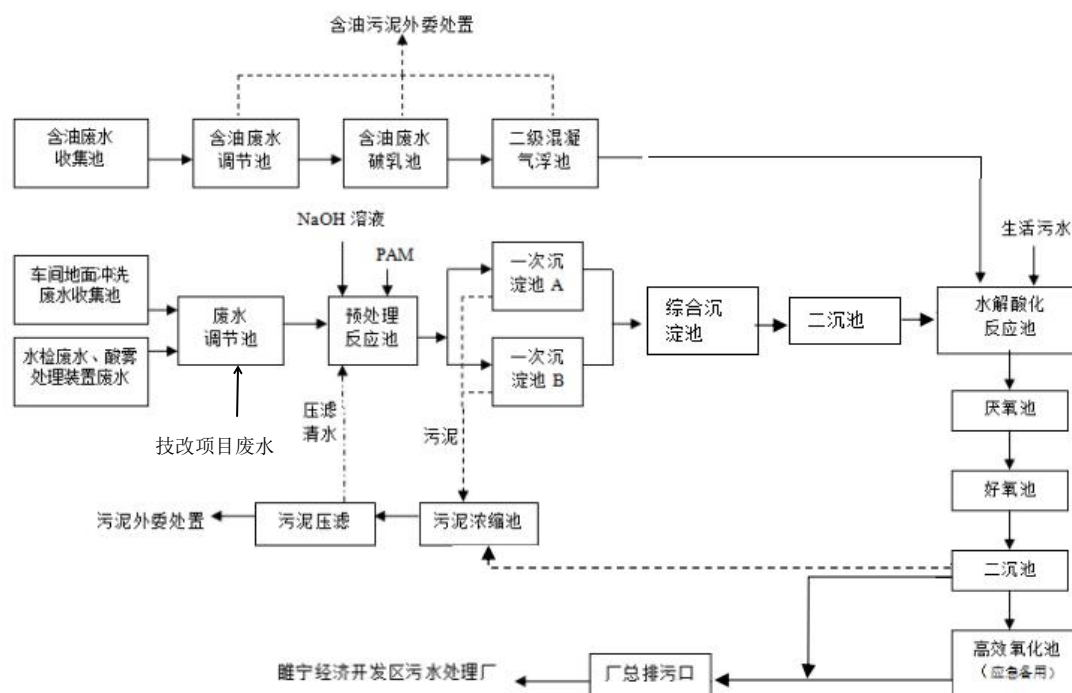 含油污泥外委处置
含油废水
收集池
含油废水
调节池
含油废水
破乳池
二级混凝
气浮池
NaOH 溶液
PAM
生活污水
车间地面冲洗
废水收集池
水检废水、酸雾
处理装置废水
废水
调节池
预处理
反应池
一次沉
淀池 A
一次沉
淀池 B
综合沉
淀池
二沉池
水解酸化
反应池
技改项目废水
压滤
清水
污泥
厌氧池
好氧池
污泥外委处置
污泥压滤
污泥浓缩池
二沉池
高效氧化池
（应急备用）
睢宁经济开发区污水处理厂
厂总排污口